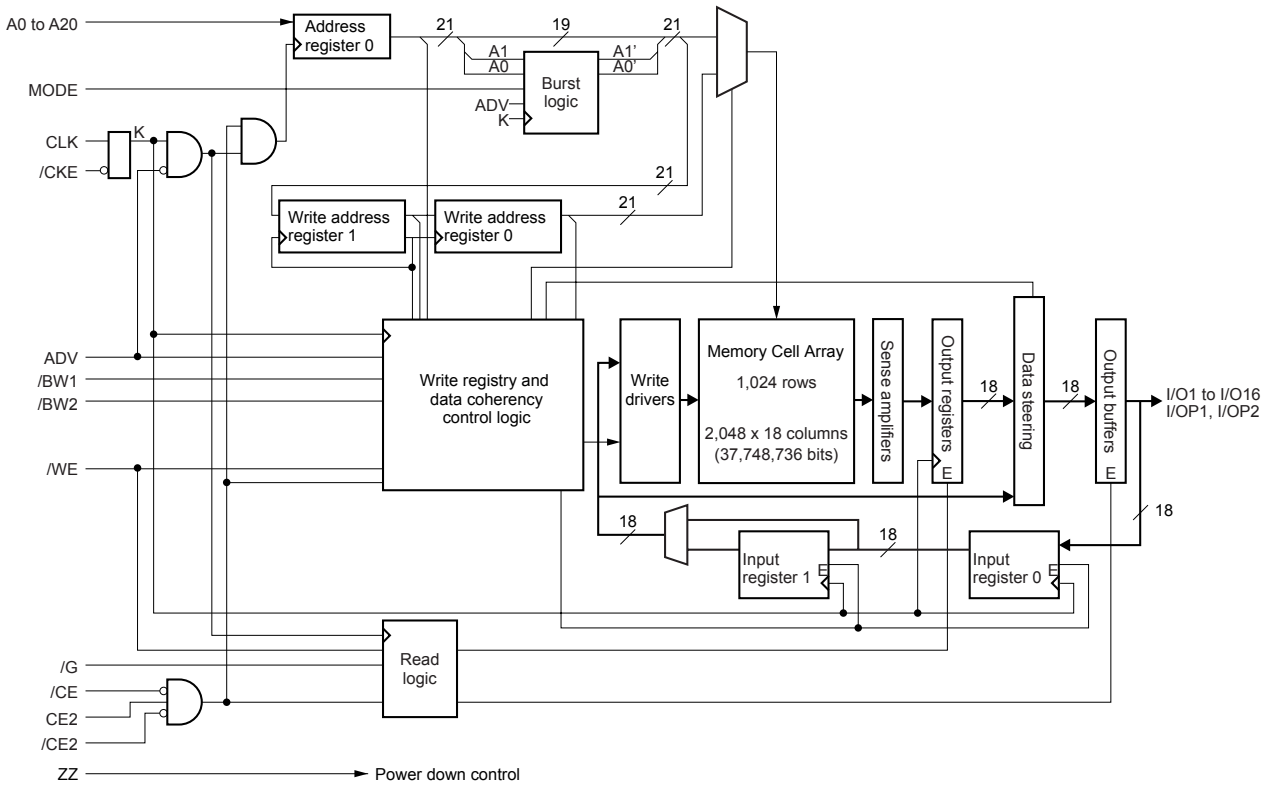 A0 to A20
Address
register 0
21
19
21
A1
A0
A1’
A0’
Burst
logic
MODE
ADV
K
CLK
K
/CKE
21
Write address
register 1
Write address
register 0
21
ADV
/BW1
/BW2
/WE
Write registry and
data coherency
control logic
Write
drivers
Memory Cell Array
1,024 rows
2,048 x 18 columns
(37,748,736 bits)
Sense amplifiers
Output registers
E
18
Data steering
18
Output buffers
E
I/O1 to I/O16
I/OP1, I/OP2
18
18
Input
register 1
E
18
Input
register 0
E
Read
logic
/G
/CE
CE2
/CE2
ZZ
Power down control